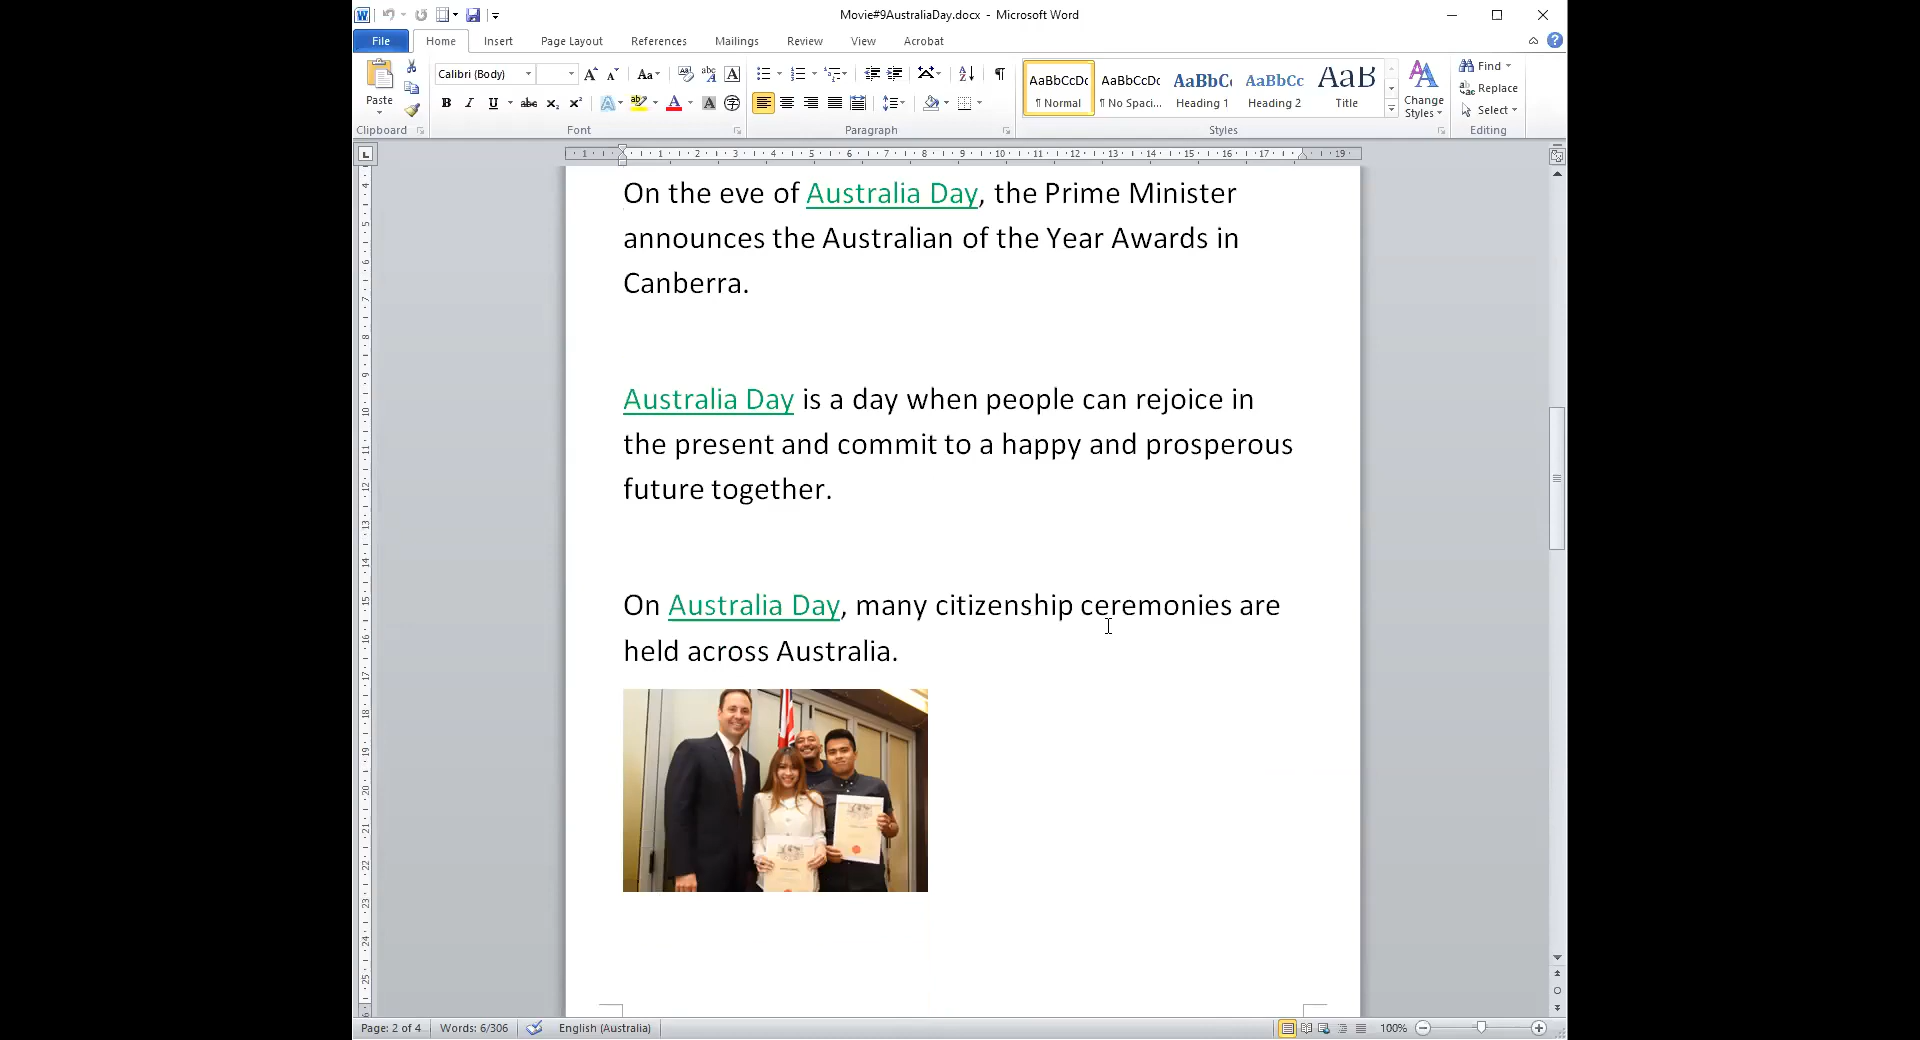 Movie#9AustraliaDay.docx - Microsoft Word
File Home Insert Page Layout References Mailings Review View Acrobat
Calibri (Body)
Paste
Clipboard Font Paragraph Styles Editing
AaBbCcDc AaBbCcDc AaBbC AaBbCc AaB
¶ Normal ¶ No Spaci... Heading 1 Heading 2 Title
Change Styles
Find
Replace
Select
On the eve of Australia Day, the Prime Minister
announces the Australian of the Year Awards in
Canberra.
Australia Day is a day when people can rejoice in
the present and commit to a happy and prosperous
future together.
On Australia Day, many citizenship ceremonies are
held across Australia.
Page: 2 of 4 Words: 6/306 English (Australia) 100%